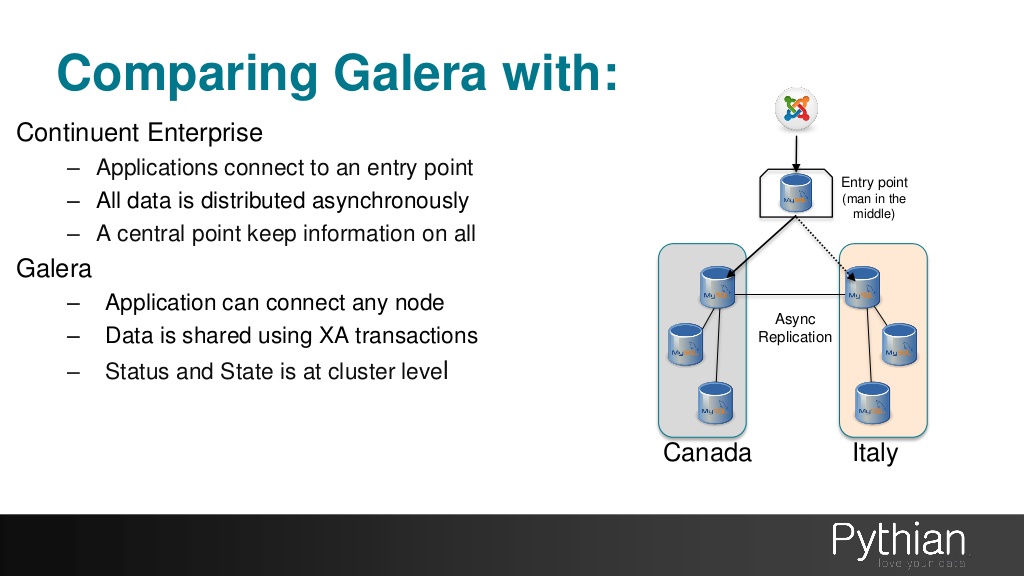 Comparing Galera with:
Continuent Enterprise
– Applications connect to an entry point
– All data is distributed asynchronously
– A central point keep information on all
Galera
– Application can connect any node
– Data is shared using XA transactions
– Status and State is at cluster level
Entry point
(man in the
middle)
Async
Replication
Canada
Italy
Pythian
love your data